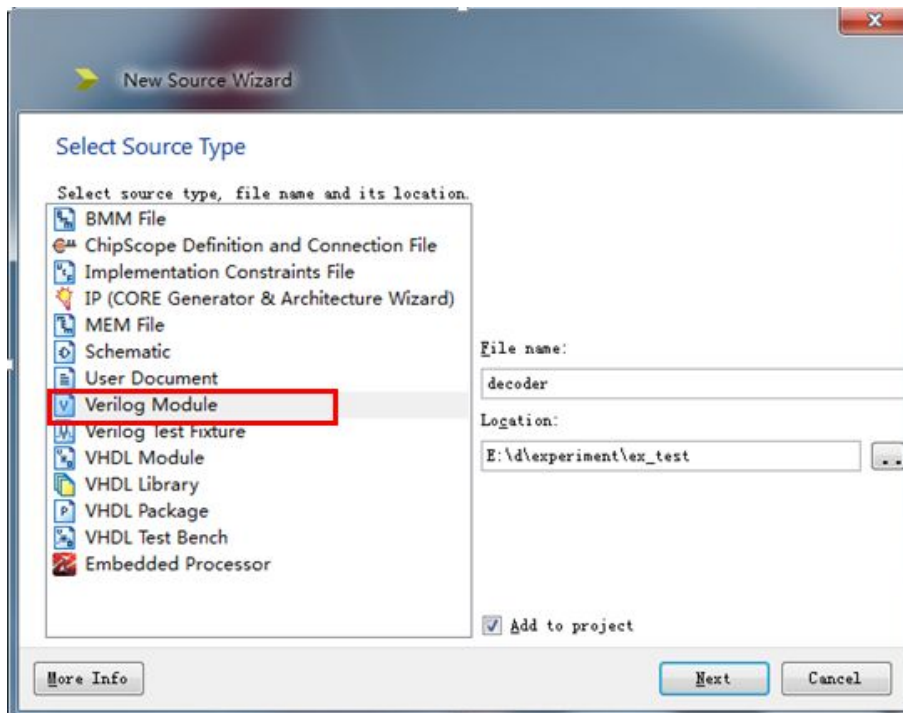 New Source Wizard
Select Source Type
Select source type, file name and its location.
BMM File
ChipScope Definition and Connection File
Implementation Constraints File
IP (CORE Generator & Architecture Wizard)
MEM File
Schematic
User Document
Verilog Module
Verilog Test Fixture
VHDL Module
VHDL Library
VHDL Package
VHDL Test Bench
Embedded Processor
File name:
decoder
Location:
E:\d\experiment\ex_test
..
Add to project
More Info
Next
Cancel